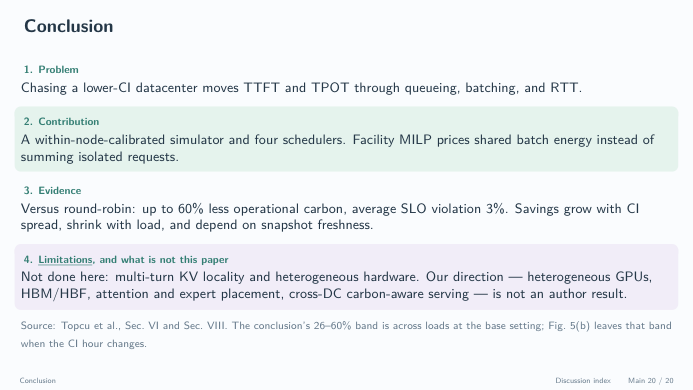 Conclusion
1. Problem
Chasing a lower-CI datacenter moves TTFT and TPOT through queueing, batching, and RTT.
2. Contribution
A within-node-calibrated simulator and four schedulers. Facility MILP prices shared batch energy instead of
summing isolated requests.
3. Evidence
Versus round-robin: up to 60% less operational carbon, average SLO violation 3%. Savings grow with CI
spread, shrink with load, and depend on snapshot freshness.
4. Limitations, and what is not this paper
Not done here: multi-turn KV locality and heterogeneous hardware. Our direction — heterogeneous GPUs,
HBM/HBF, attention and expert placement, cross-DC carbon-aware serving — is not an author result.
Source: Topcu et al., Sec. VI and Sec. VIII. The conclusion's 26–60% band is across loads at the base setting; Fig. 5(b) leaves that band
when the CI hour changes.
Conclusion Discussion index Main 20 / 20